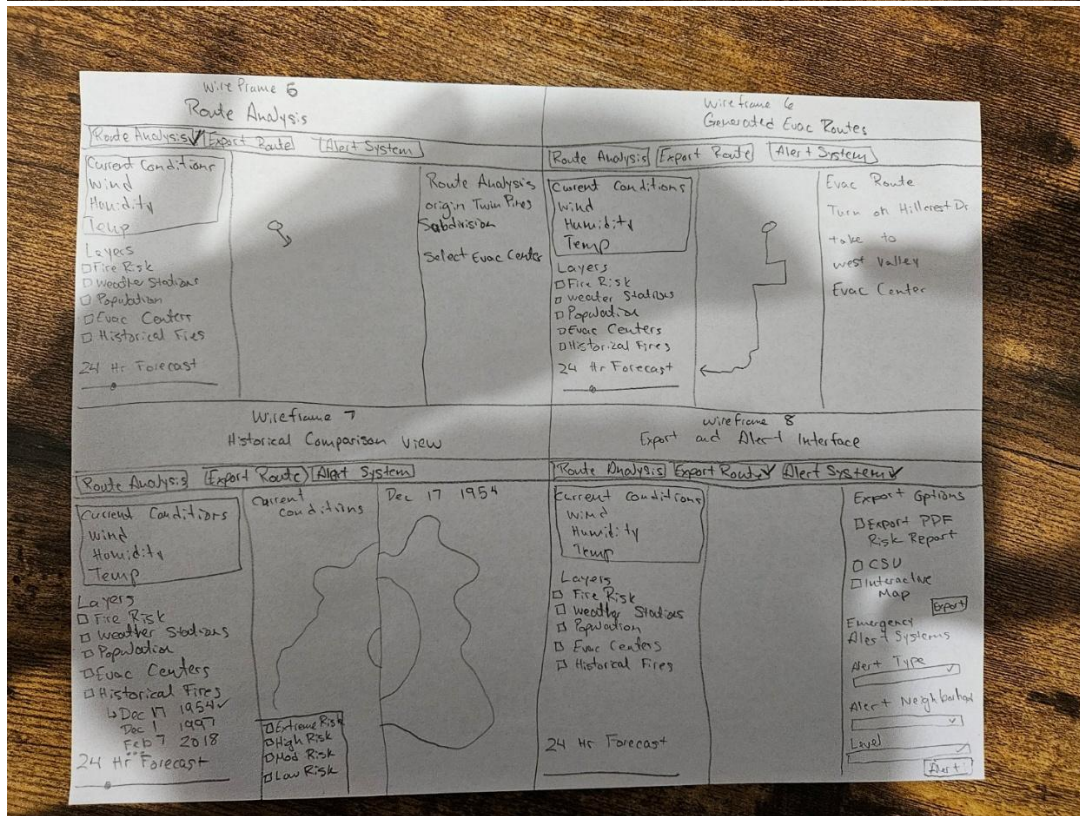 Wire Frame 5
Route Analysis
Route Analysis Export Route Alert System
Current Conditions
Wind
Humidity
Temp
Layers
Fire Risk
Weather Stations
Population
Evac Centers
Historical Fires
24 Hr Forecast
Route Analysis
origin Twin Pines
Subdivision
Select Evac Center
Wireframe 6
Generated Evac Routes
Route Analysis Export Route Alert System
Current Conditions
Wind
Humidity
Temp
Layers
Fire Risk
weater Stations
Population
Evac Centers
Historical Fires
24 Hr Forecast
Evac Route
Turn on Hillcrest Dr
take to
west valley
Evac Center
Wireframe 7
Historical Comparison View
Route Analysis Export Route Alert System
Current Conditions
Wind
Humidity
Temp
Layers
Fire Risk
Weather Stations
Population
Evac Centers
Historical Fires
Dec 17 1954
Dec 1 1997
Feb 7 2018
24 Hr Forecast
Current
conditions
Extreme Risk
High Risk
Mod Risk
Low Risk
Dec 17 1954
Wireframe 8
Export and Alert Interface
Route Analysis Export Route Alert System
Current Conditions
Wind
Humidity
Temp
Layers
Fire Risk
Weather Stations
Population
Evac Centers
Historical Fires
24 Hr Forecast
Export Options
Export PDF
Risk Report
CSV
Interactive
Map
Export
Emergency
Alert Systems
Alert Type
Alert Neighborhood
Level
Alert